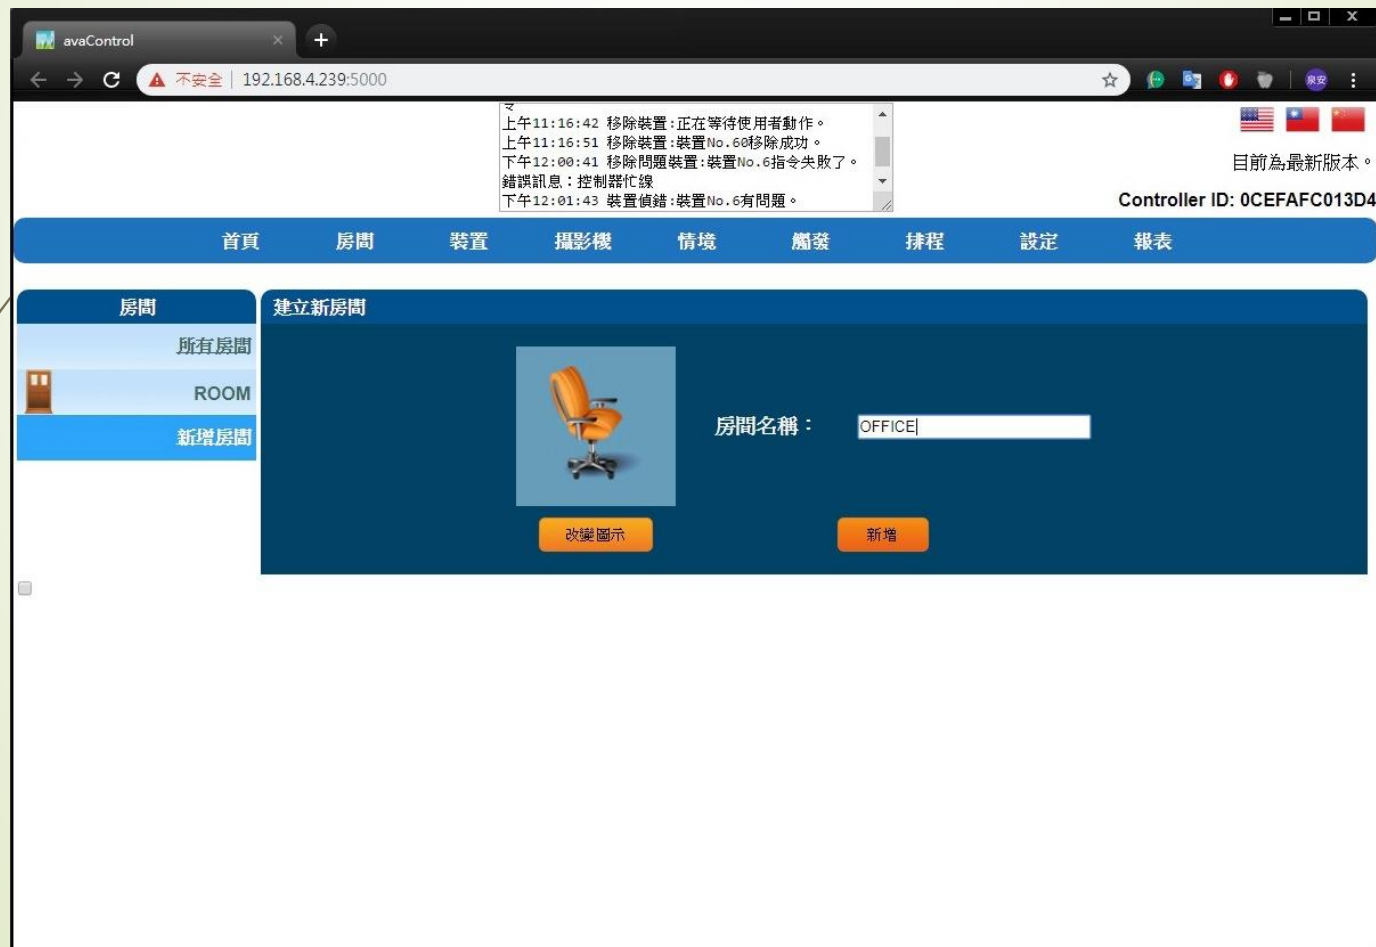 avaControl
不安全 | 192.168.4.239:5000
泉安
上午11:16:42 移除裝置:正在等待使用者動作。
上午11:16:51 移除裝置:裝置No.60移除成功。
下午12:00:41 移除問題裝置:裝置No.6指令失敗了。
錯誤訊息：控制器忙線
下午12:01:43 裝置偵錯:裝置No.6有問題。
目前為最新版本。
Controller ID: 0CEFAFC013D4
首頁 房間 裝置 攝影機 情境 觸發 排程 設定 報表
房間
所有房間
ROOM
新增房間
建立新房間
房間名稱：
OFFICE
改變圖示
新增